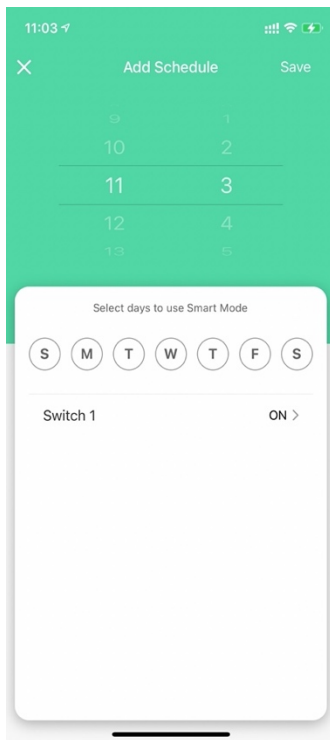 11:03
Add Schedule Save
9 1
10 2
11 3
12 4
13 5
Select days to use Smart Mode
S M T W T F S
Switch 1 ON >